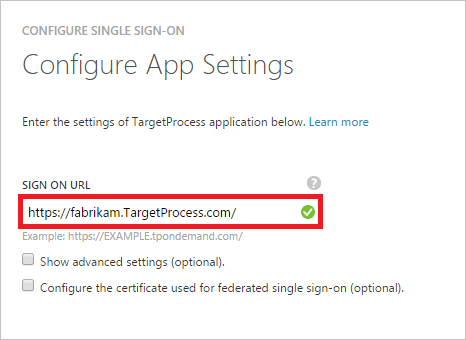 CONFIGURE SINGLE SIGN-ON
Configure App Settings
Enter the settings of TargetProcess application below. Learn more
SIGN ON URL
?
https://fabrikam.TargetProcess.com/
Example: https://EXAMPLE.tpondemand.com/
Show advanced settings (optional).
Configure the certificate used for federated single sign-on (optional).